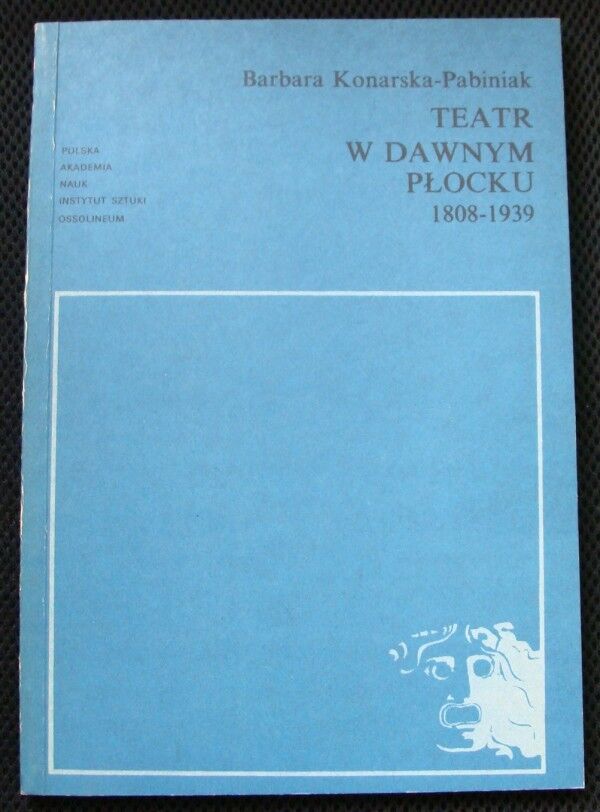 Barbara Konarska-Pabiniak
TEATR
W DAWNYM
PŁOCKU
1808-1939
POLSKA
AKADEMIA
NAUK
INSTYTUT SZTUKI
OSSOLINEUM